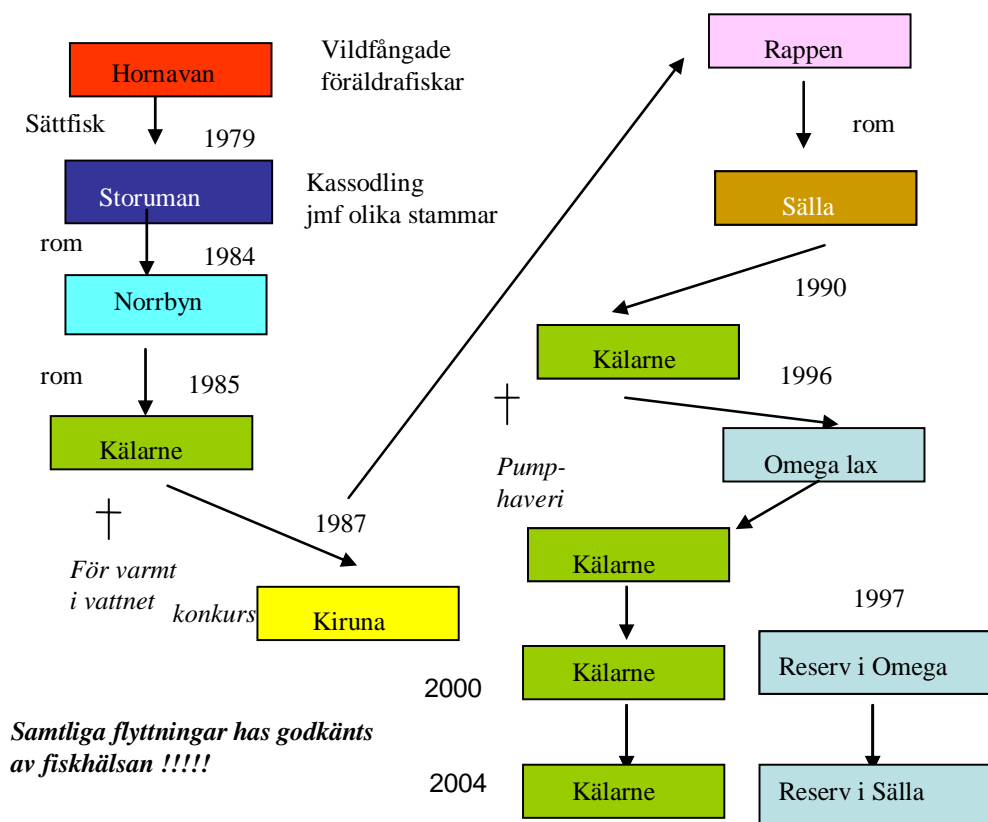 Hornavan
Vildfångade
föräldrafiskar
Sättfisk
1979
Storuman
Kassodling
jmf olika stammar
rom
1984
Norrbyn
rom
1985
Kälarne
För varmt
i vattnet
1987
konkurs
Kiruna
Rappen
rom
Sälla
1990
Kälarne
1996
Pump-
haveri
Omega lax
Kälarne
1997
2000
Kälarne
Reserv i Omega
2004
Kälarne
Reserv i Sälla
Samtliga flyttningar has godkänts
av fiskhälsan !!!!!